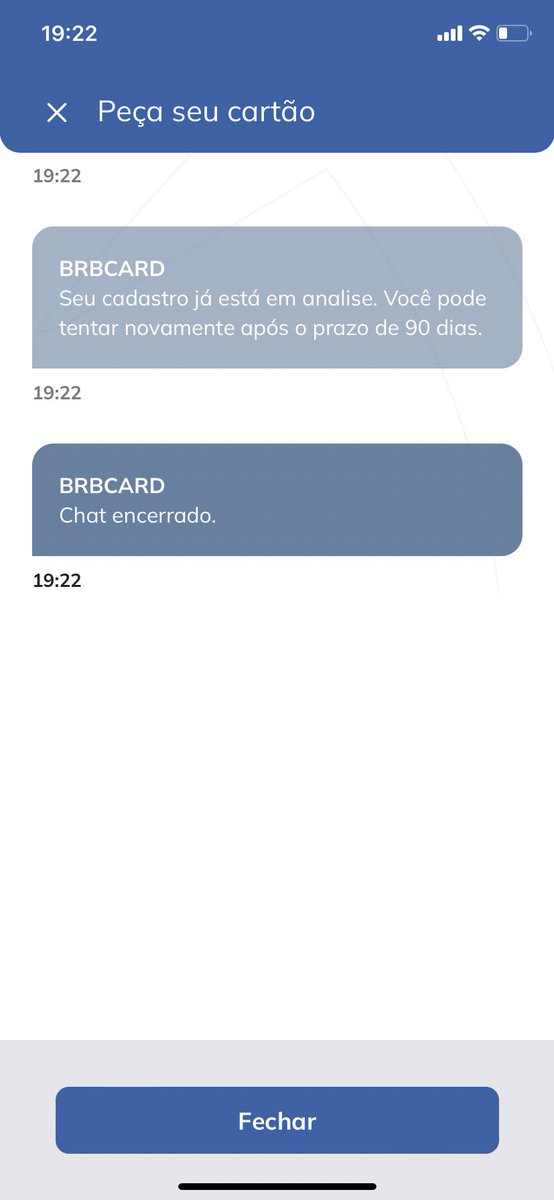 19:22
Peça seu cartão
19:22
BRBCARD
Seu cadastro já está em analise. Você pode
tentar novamente após o prazo de 90 dias.
19:22
BRBCARD
Chat encerrado.
19:22
Fechar